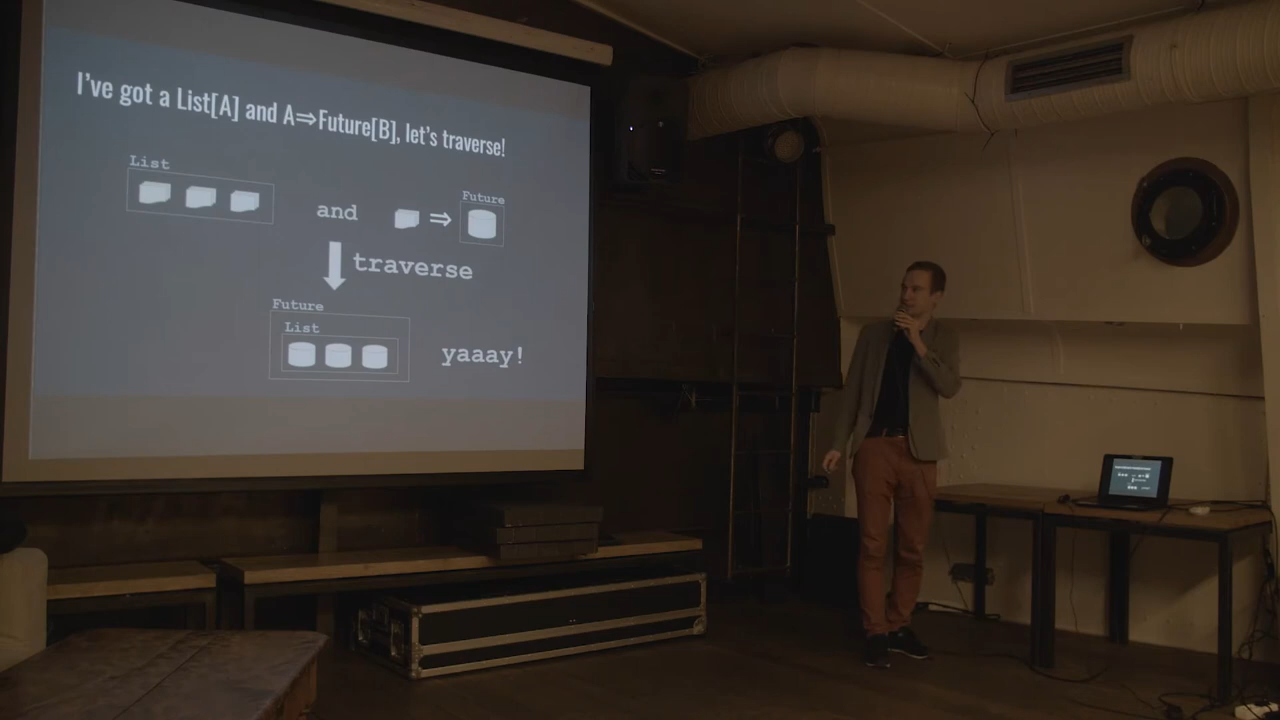 I've got a List[A] and A⇒Future[B], let's traverse!
List
Future
and
⇒
traverse
Future
List
yaaay!